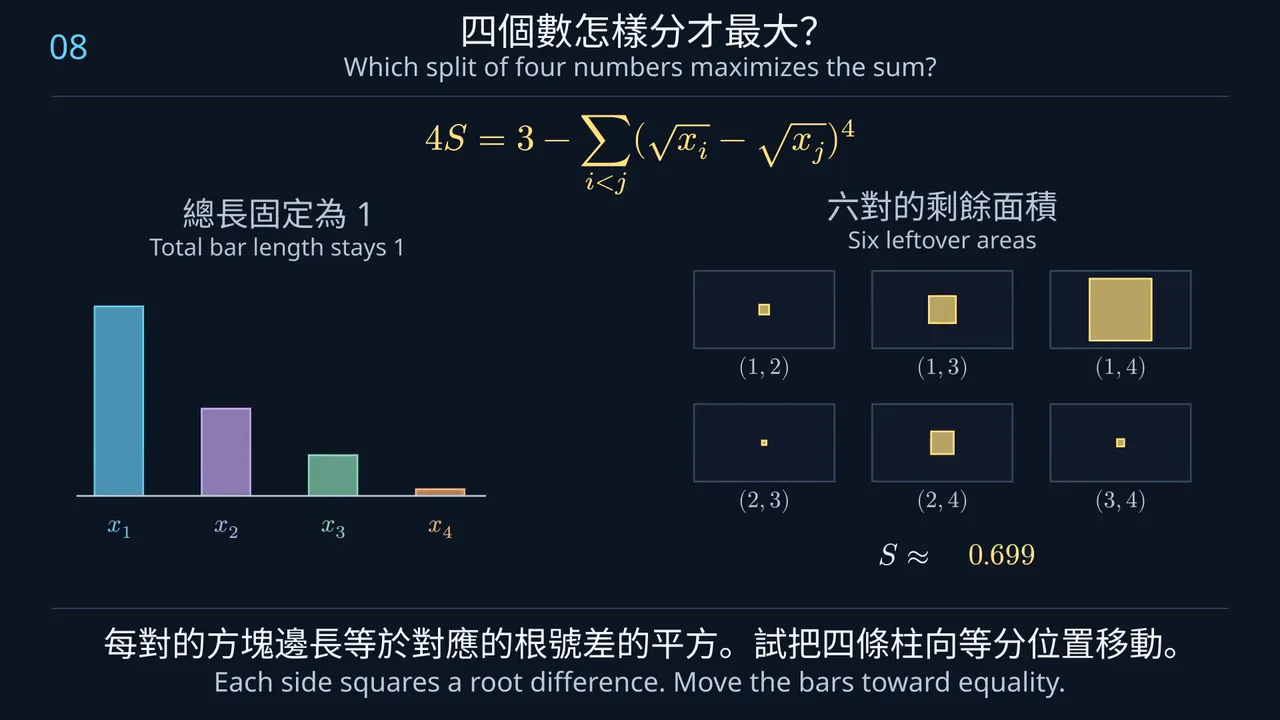 08
四個數怎樣分才最大？
Which split of four numbers maximizes the sum?
4S = 3 − ∑_{i<j} (√x_i − √x_j)^4
總長固定為 1
Total bar length stays 1
x_1 x_2 x_3 x_4
六對的剩餘面積
Six leftover areas
(1, 2) (1, 3) (1, 4)
(2, 3) (2, 4) (3, 4)
S ≈ 0.699
每對的方塊邊長等於對應的根號差的平方。試把四條柱向等分位置移動。
Each side squares a root difference. Move the bars toward equality.